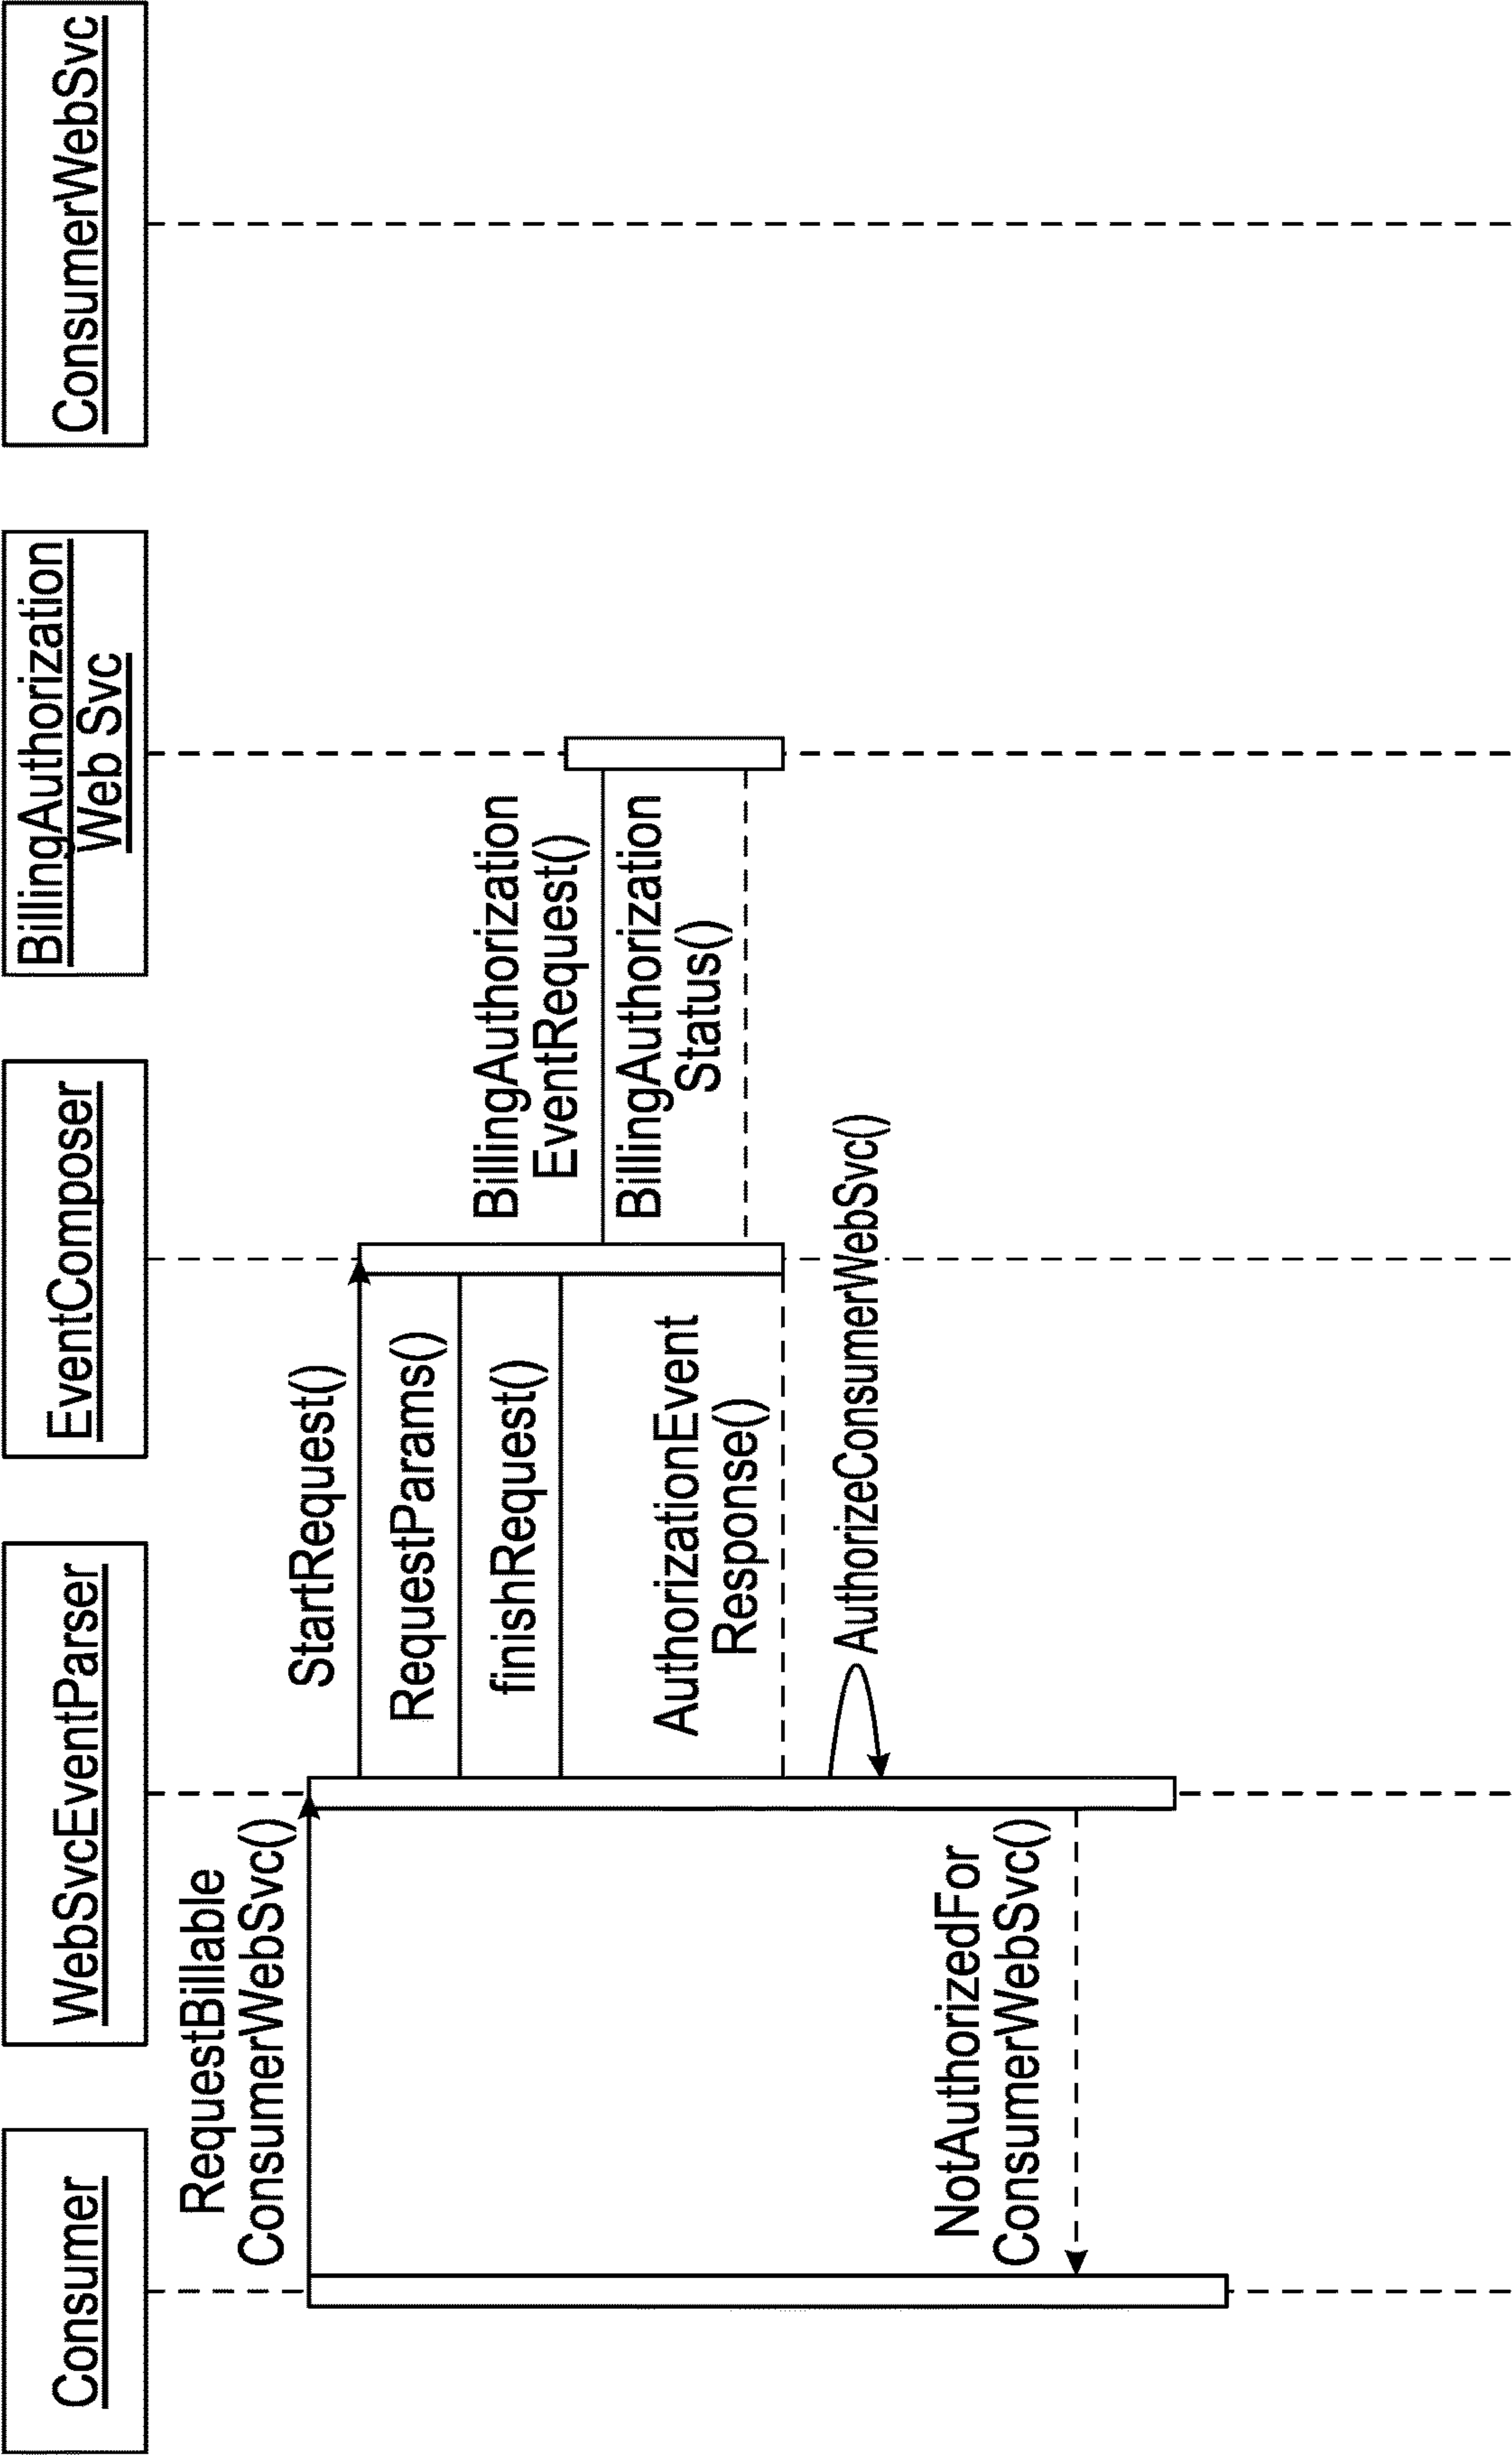 Consumer
WebSvcEventParser
EventComposer
BillingAuthorization
Web Svc
ConsumerWebSvc
RequestBillable
ConsumerWebSvc()
StartRequest()
RequestParams()
finishRequest()
BillingAuthorization
EventRequest()
BillingAuthorization
Status()
AuthorizationEvent
Response()
AuthorizeConsumerWebSvc()
NotAuthorizedFor
ConsumerWebSvc()